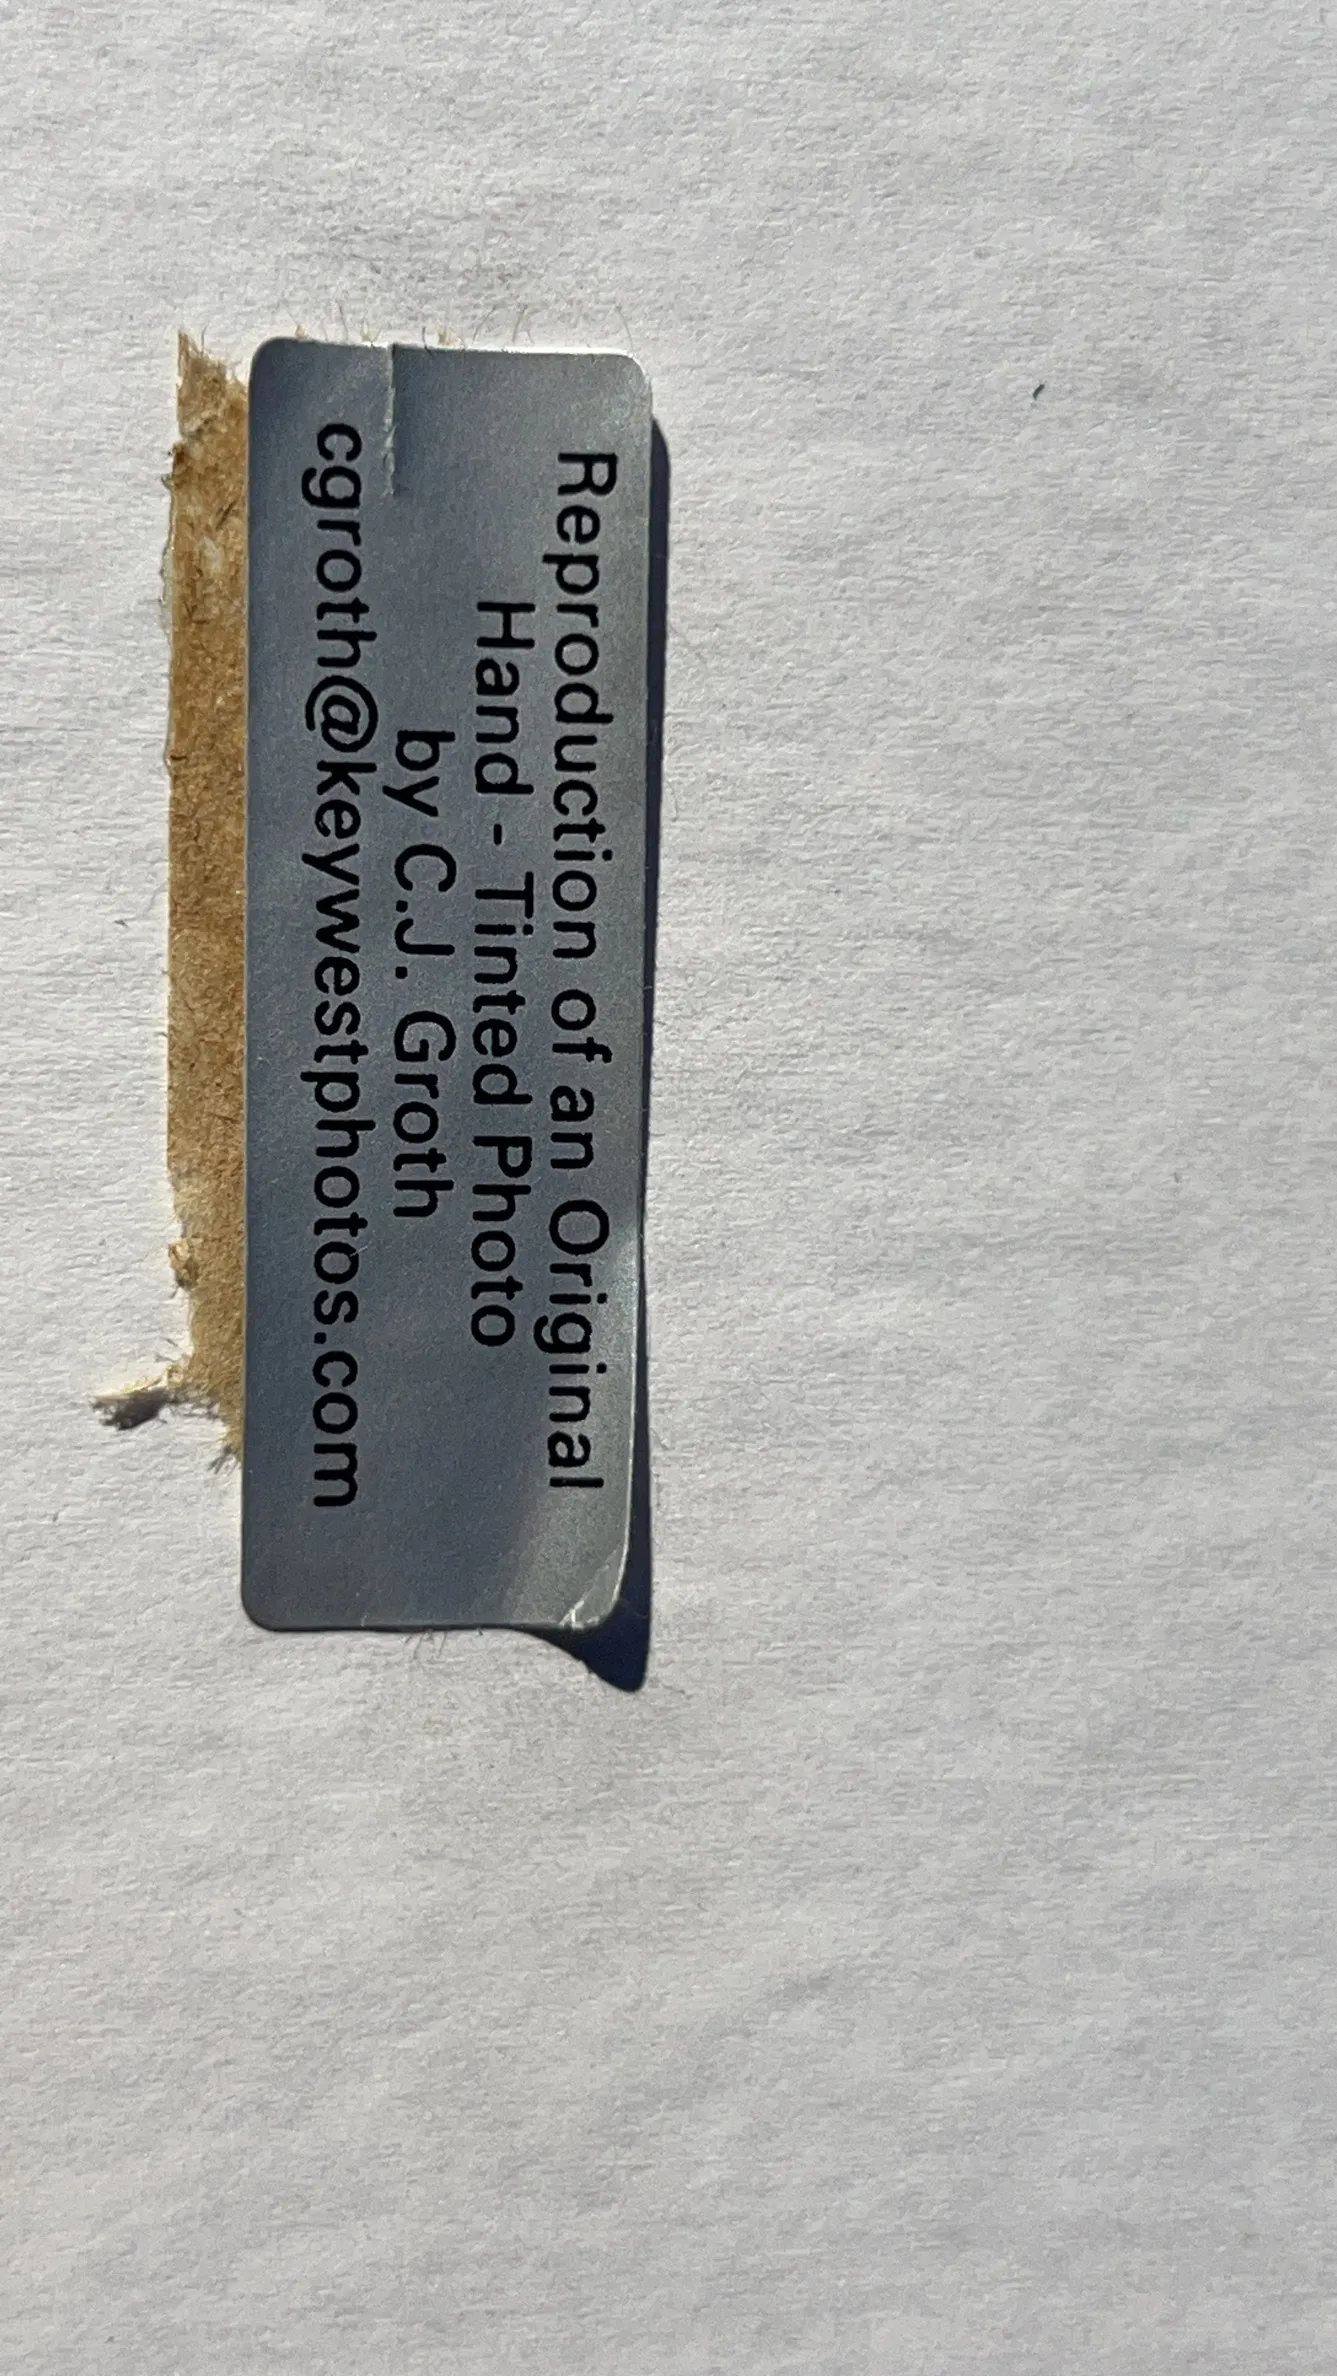 Reproduction of an Original
Hand - Tinted Photo
by C.J. Groth
cgroth@keywestphotos.com